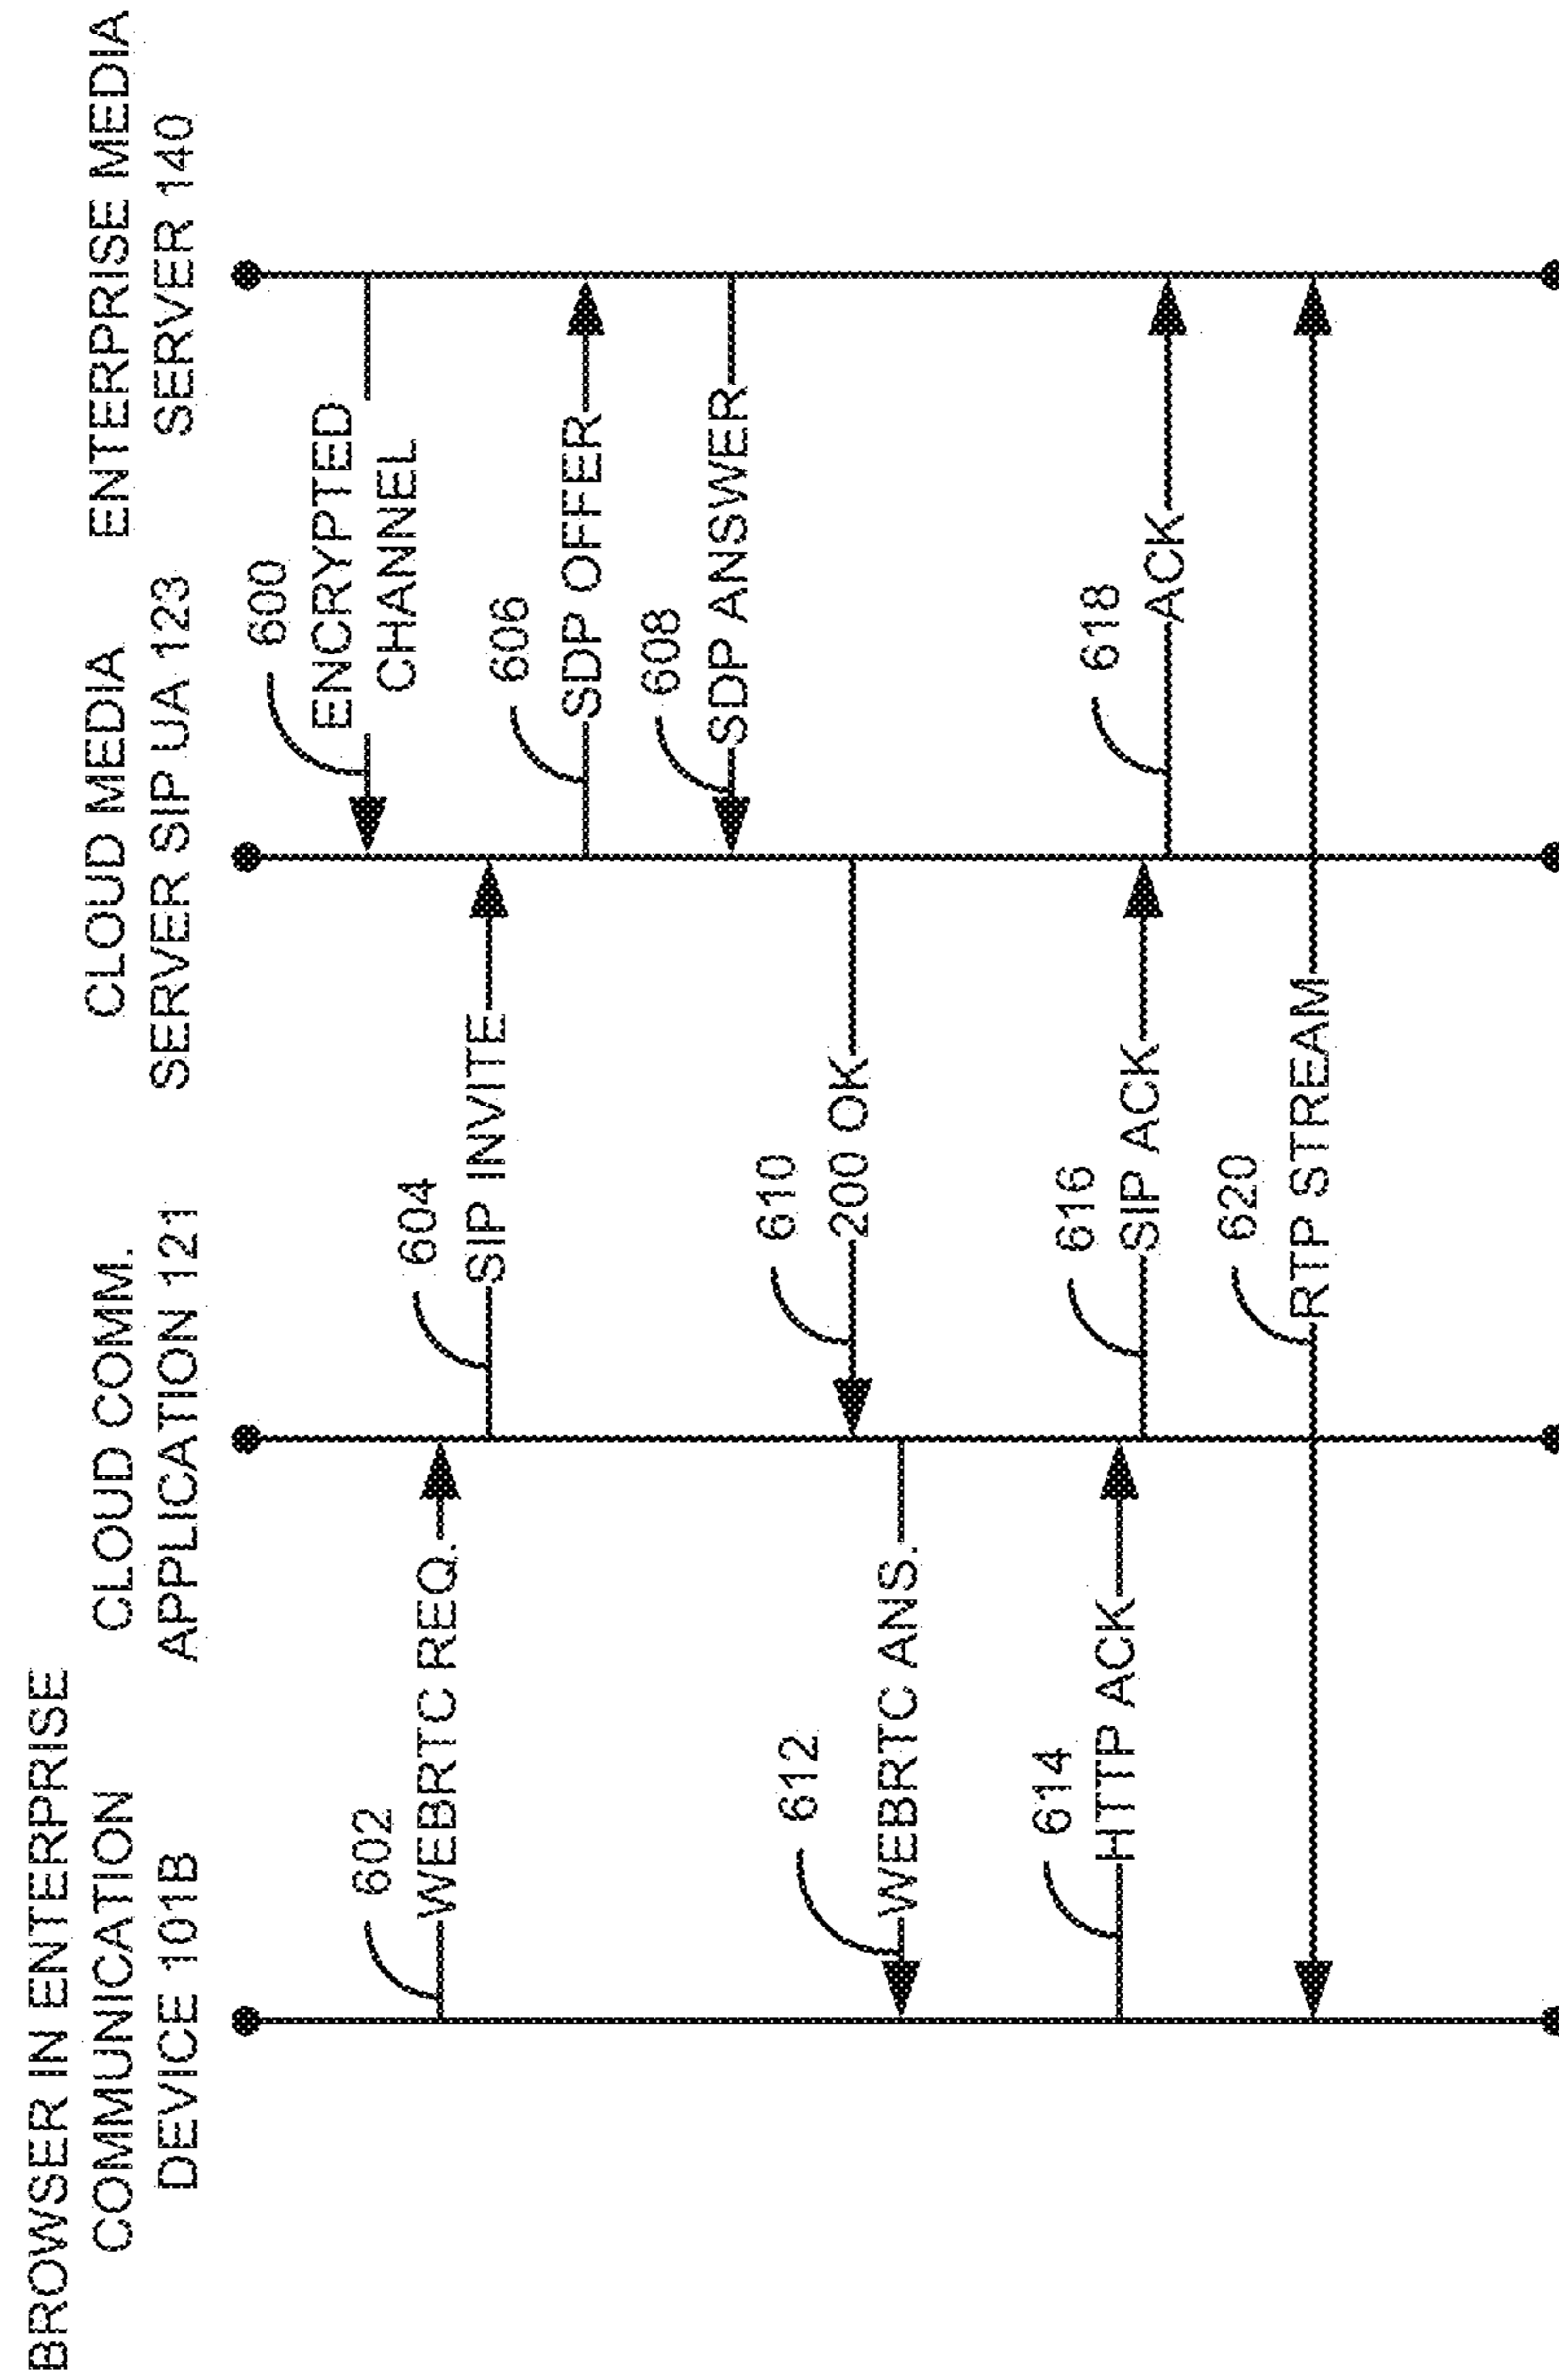 BROWSER IN ENTERPRISE
COMMUNICATION
DEVICE 101B
CLOUD COMM.
APPLICATION 121
CLOUD MEDIA
SERVER SIP UA 123
ENTERPRISE MEDIA
SERVER 140
600
ENCRYPTED
CHANNEL
602
WEBRTC REQ.
604
SIP INVITE
606
SDP OFFER
608
SDP ANSWER
610
200 OK
612
WEBRTC ANS.
614
HTTP ACK
616
SIP ACK
618
ACK
620
RTP STREAM